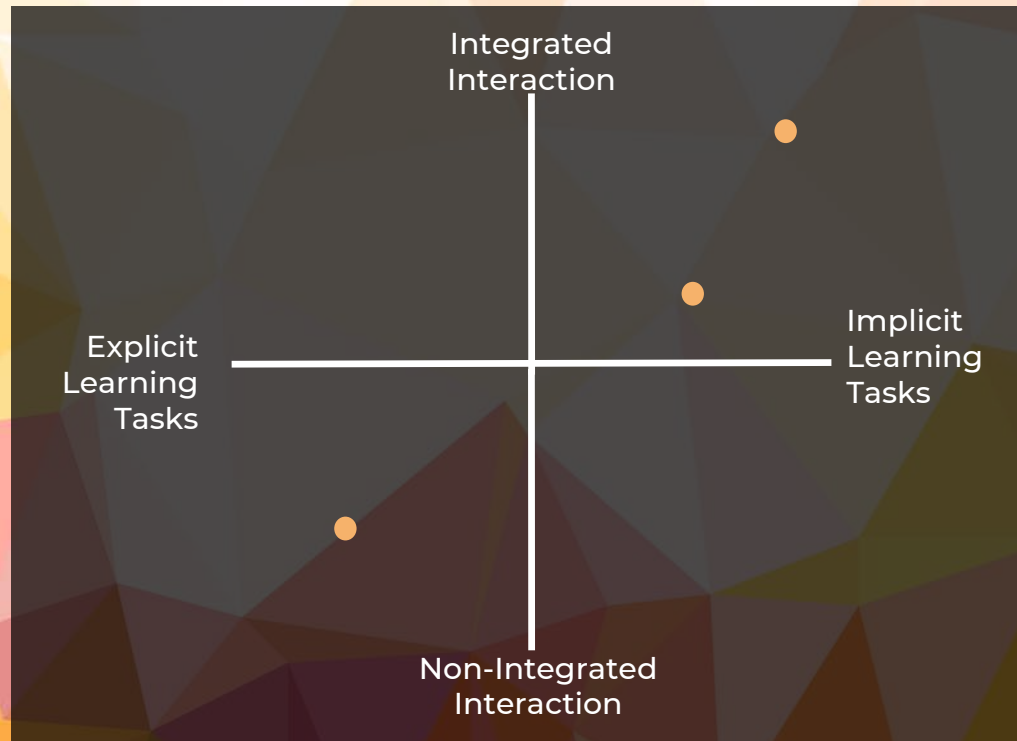 Integrated
Interaction
Explicit
Learning
Tasks
Implicit
Learning
Tasks
Non-Integrated
Interaction